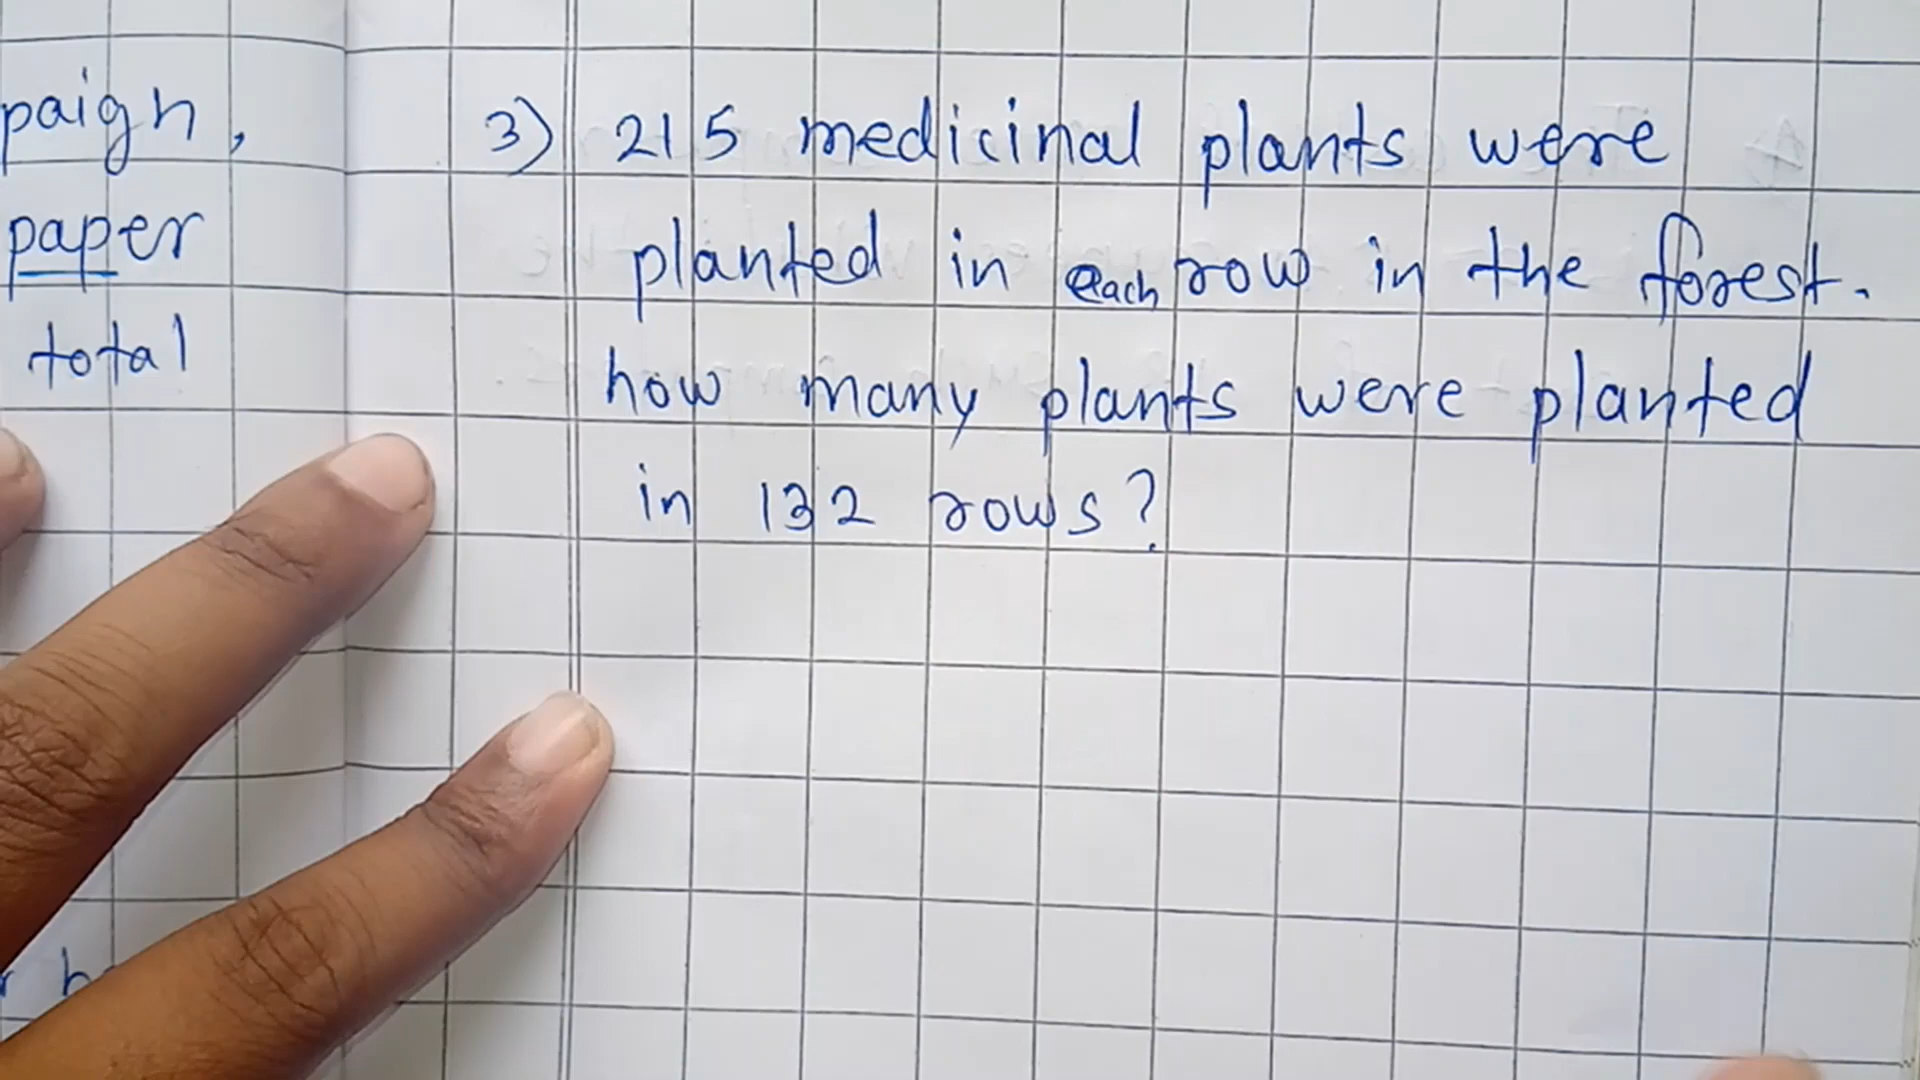 paigh,
paper
total
3) 215 medicinal plants were
planted in each row in the forest.
how many plants were planted
in 132 rows?